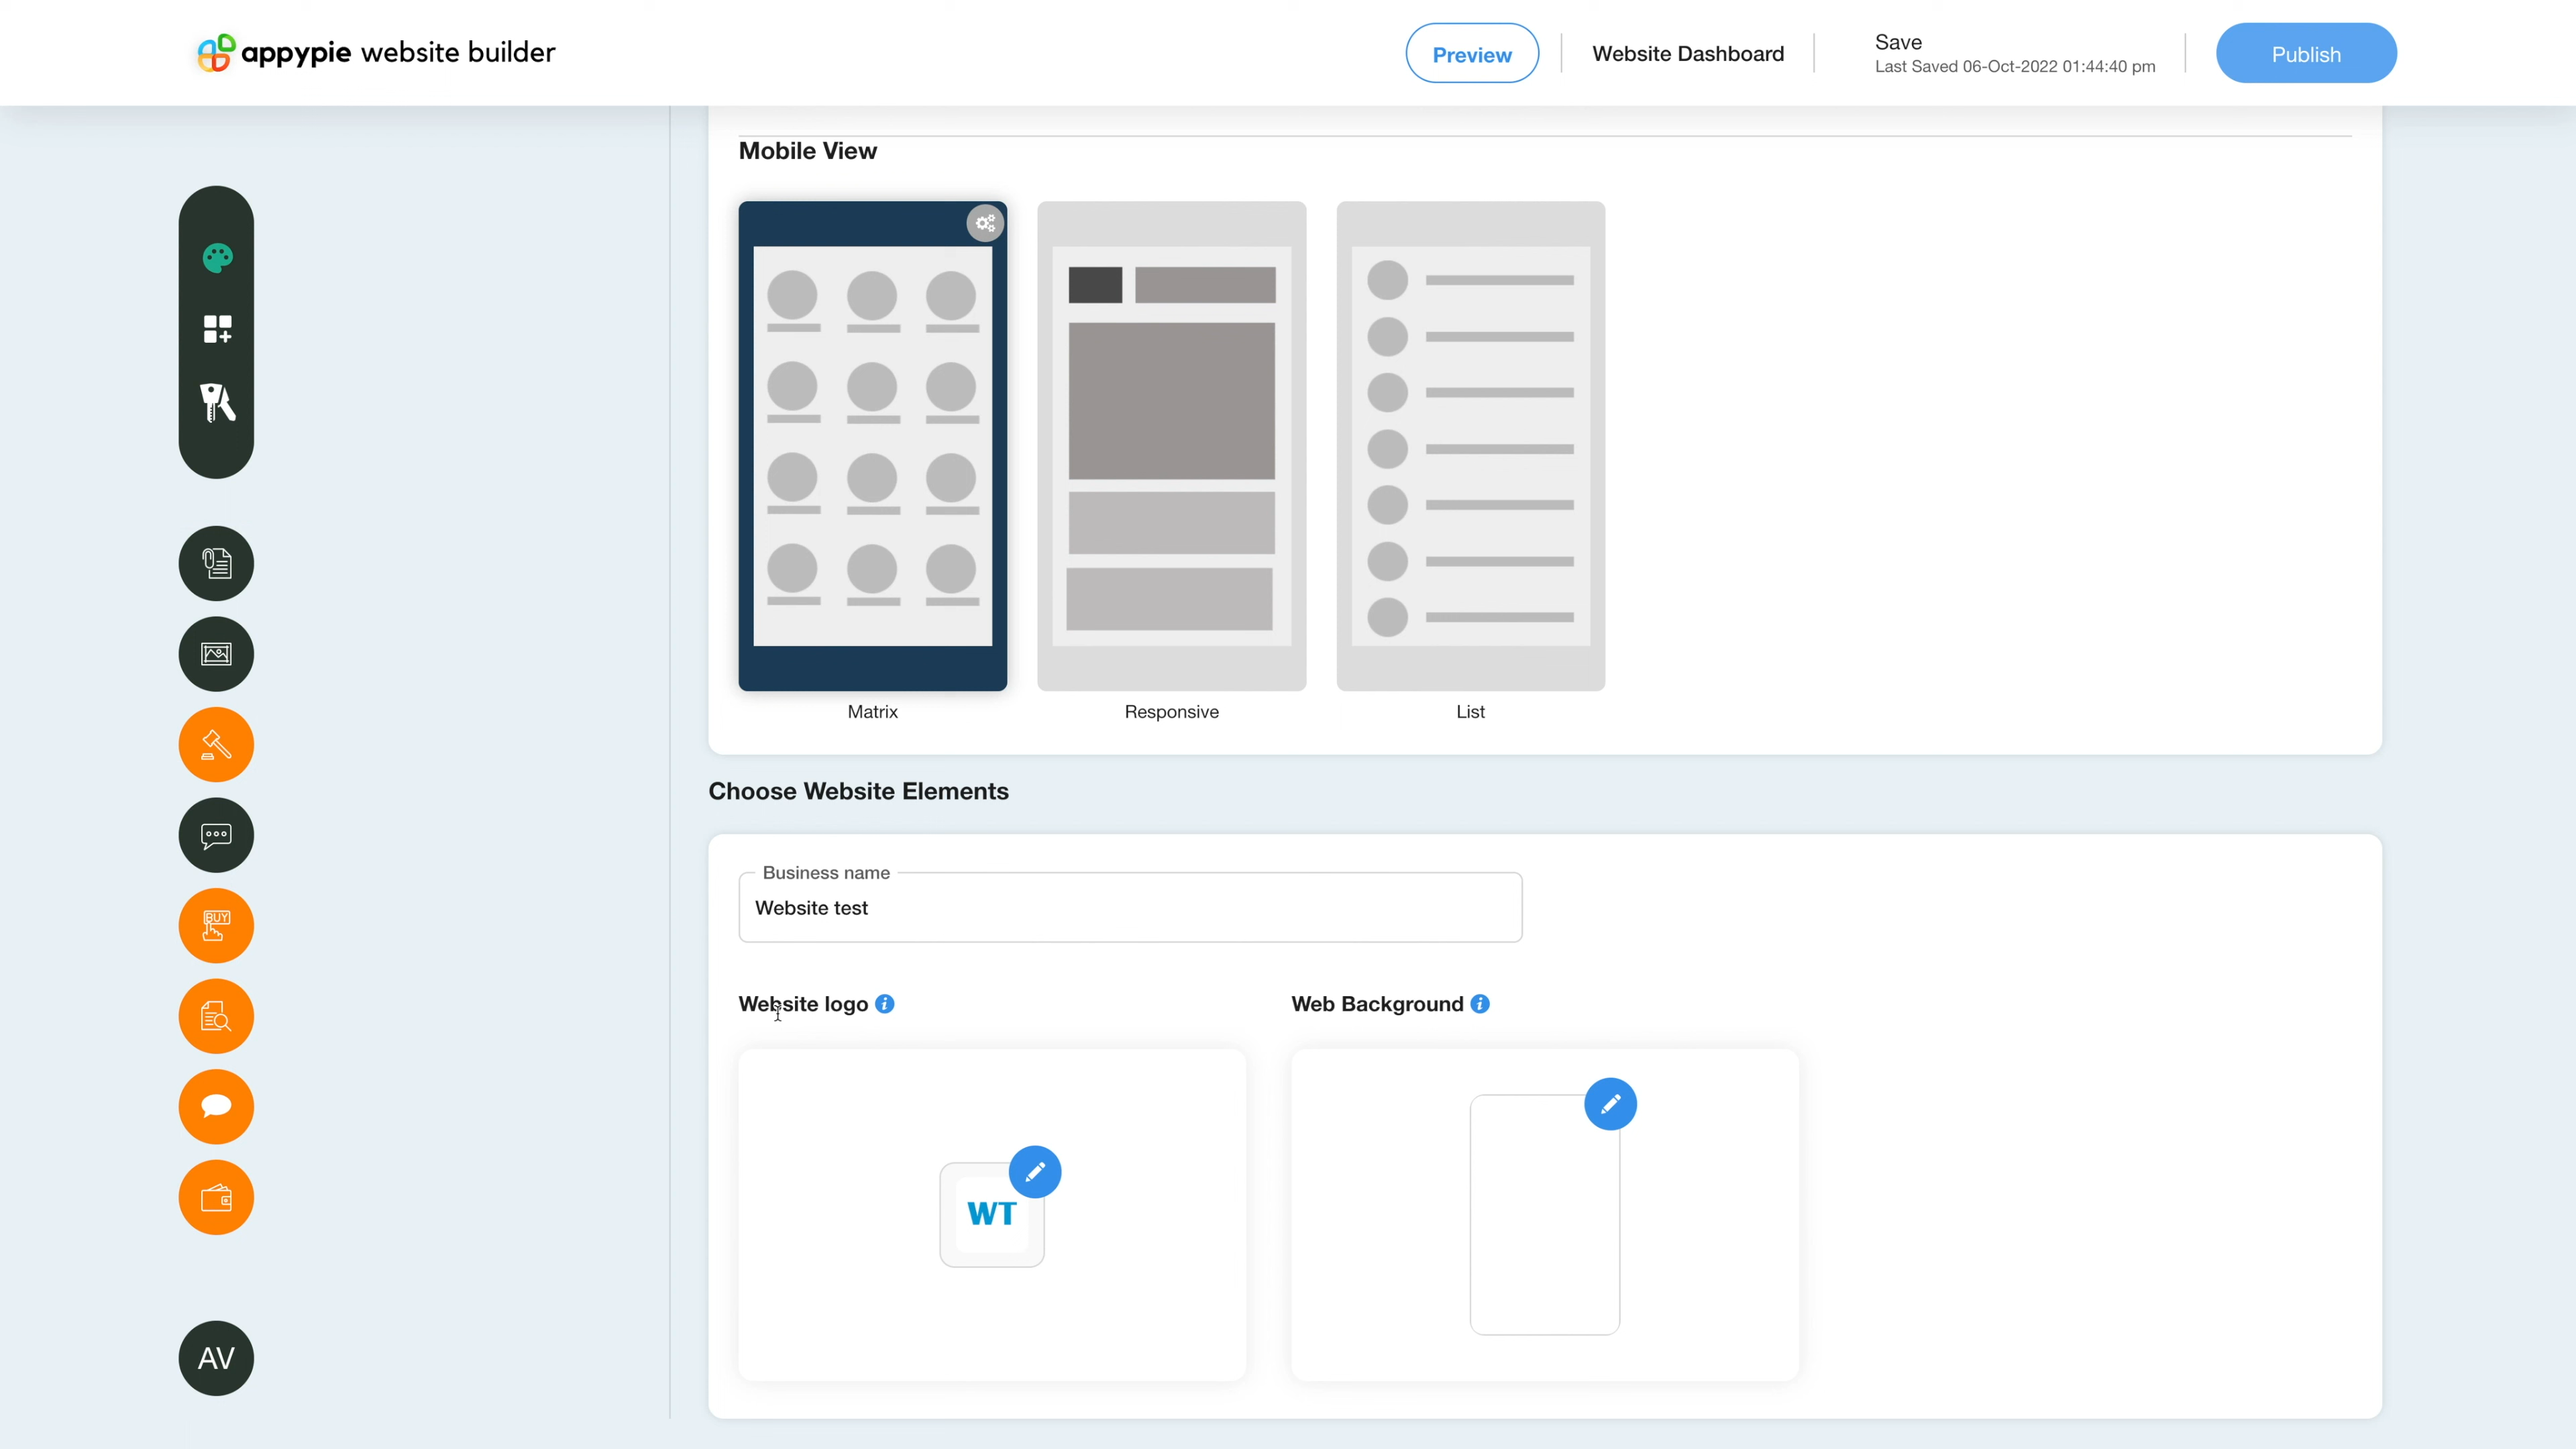 appypie website builder
Preview
Website Dashboard
Save
Last Saved 06-Oct-2022 01:44:40 pm
Publish
Mobile View
Matrix
Responsive
List
Choose Website Elements
Business name
Website test
Website logo i
Web Background i
WT
BUY
AV